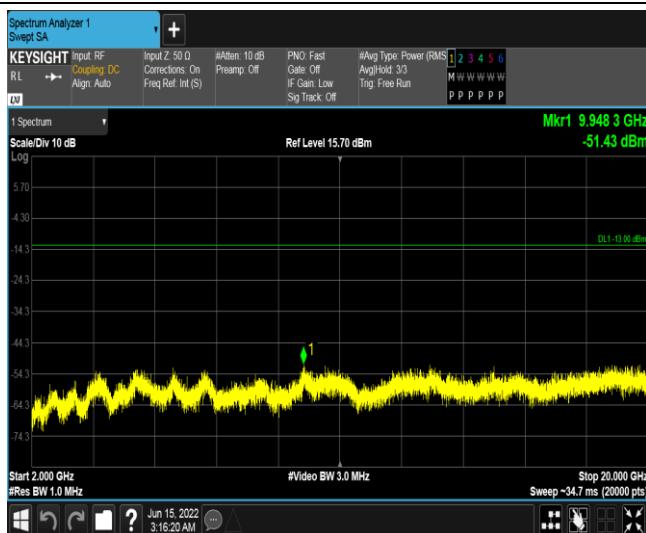 Spectrum Analyzer 1
Swept SA
+
KEYSIGHT Input: RF Input Z: 50 Ω #Atten: 10 dB PNO: Fast #Avg Type: Power (RMS 1 2 3 4 5 6
RL Coupling: DC Corrections: On Preamp: Off Gate: Off Avg|Hold: 3/3 M W W W W W
Align: Auto Freq Ref: Int (S) IF Gain: Low Trig: Free Run
LXI Sig Track: Off P P P P P P
1 Spectrum Mkr1 9.948 3 GHz
Scale/Div 10 dB Ref Level 15.70 dBm -51.43 dBm
Log
5.70
-4.30
DL1 -13.00 dBm
-14.3
-24.3
-34.3
-44.3
1
-54.3
-64.3
-74.3
Start 2.000 GHz #Video BW 3.0 MHz Stop 20.000 GHz
#Res BW 1.0 MHz Sweep ~34.7 ms (20000 pts)
? Jun 15, 2022
3:16:20 AM